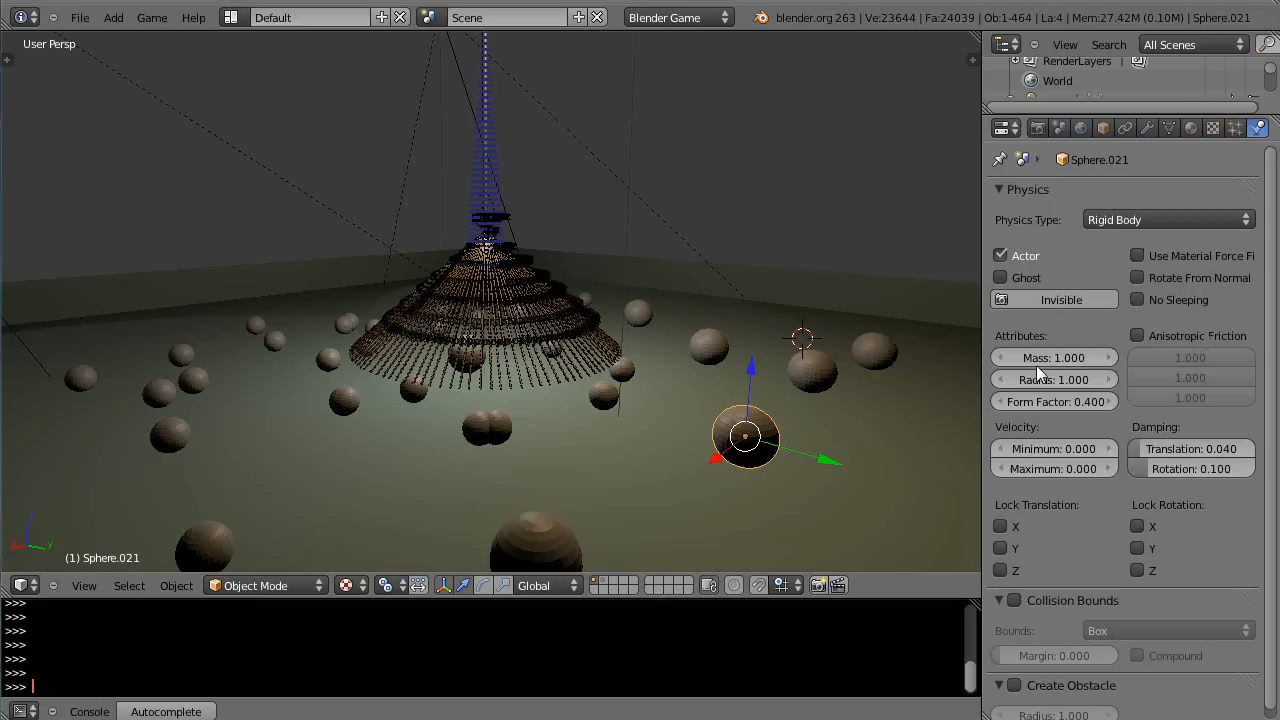 File Add Game Help Default Scene Blender Game blender.org 263 | Ve:23644 | Fa:24039 | Ob:1-464 | La:4 | Mem:27.42M (0.10M) | Sphere.021
User Persp
View Search All Scenes
RenderLayers |
World
Sphere.021
Physics
Physics Type: Rigid Body
Actor Use Material Force Fi
Ghost Rotate From Normal
Invisible No Sleeping
Attributes: Anisotropic Friction
Mass: 1.000 1.000
Radius: 1.000 1.000
Form Factor: 0.400 1.000
Velocity: Damping:
Minimum: 0.000 Translation: 0.040
Maximum: 0.000 Rotation: 0.100
Lock Translation: Lock Rotation:
X X
Y Y
Z Z
Collision Bounds
Bounds: Box
Margin: 0.000 Compound
Create Obstacle
Radius: 1.000
z
x y
(1) Sphere.021
View Select Object Object Mode Global
>>>
>>>
>>>
>>>
>>>
>>>
>>>
Console Autocomplete